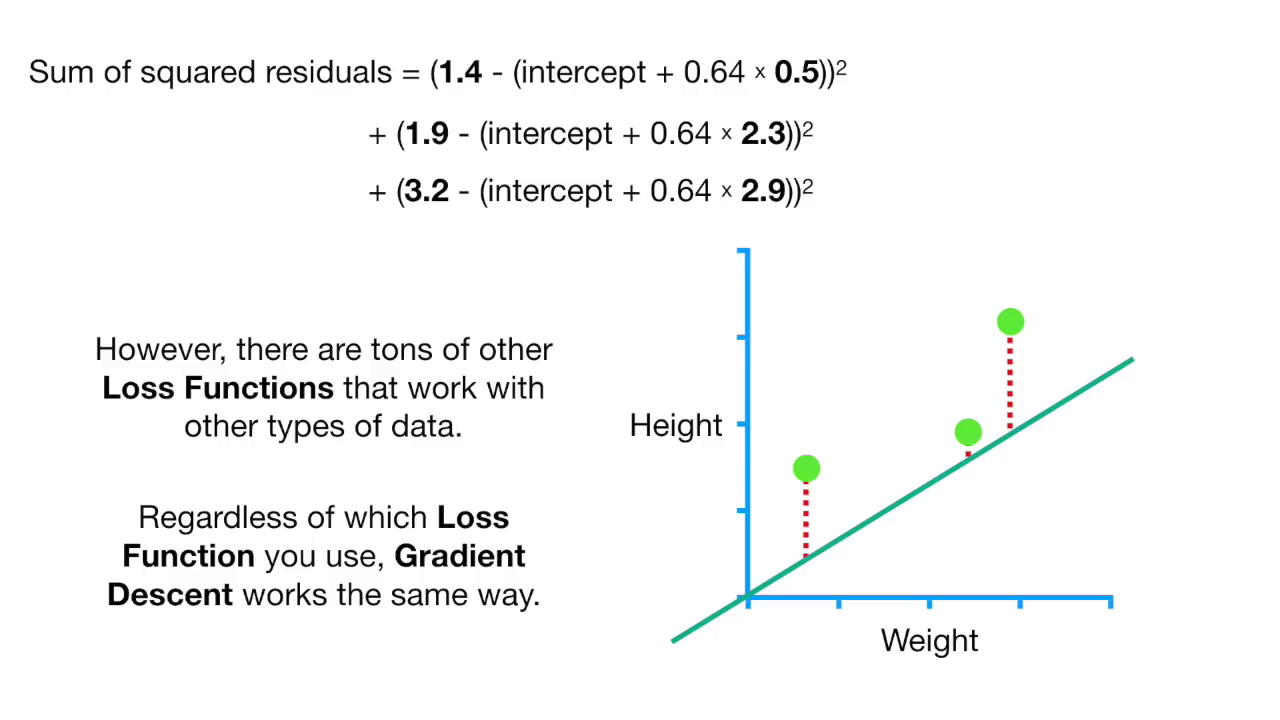 Sum of squared residuals = (1.4 - (intercept + 0.64 x 0.5))²
+ (1.9 - (intercept + 0.64 x 2.3))²
+ (3.2 - (intercept + 0.64 x 2.9))²
However, there are tons of other
Loss Functions that work with
other types of data.
Regardless of which Loss
Function you use, Gradient
Descent works the same way.
Height
Weight